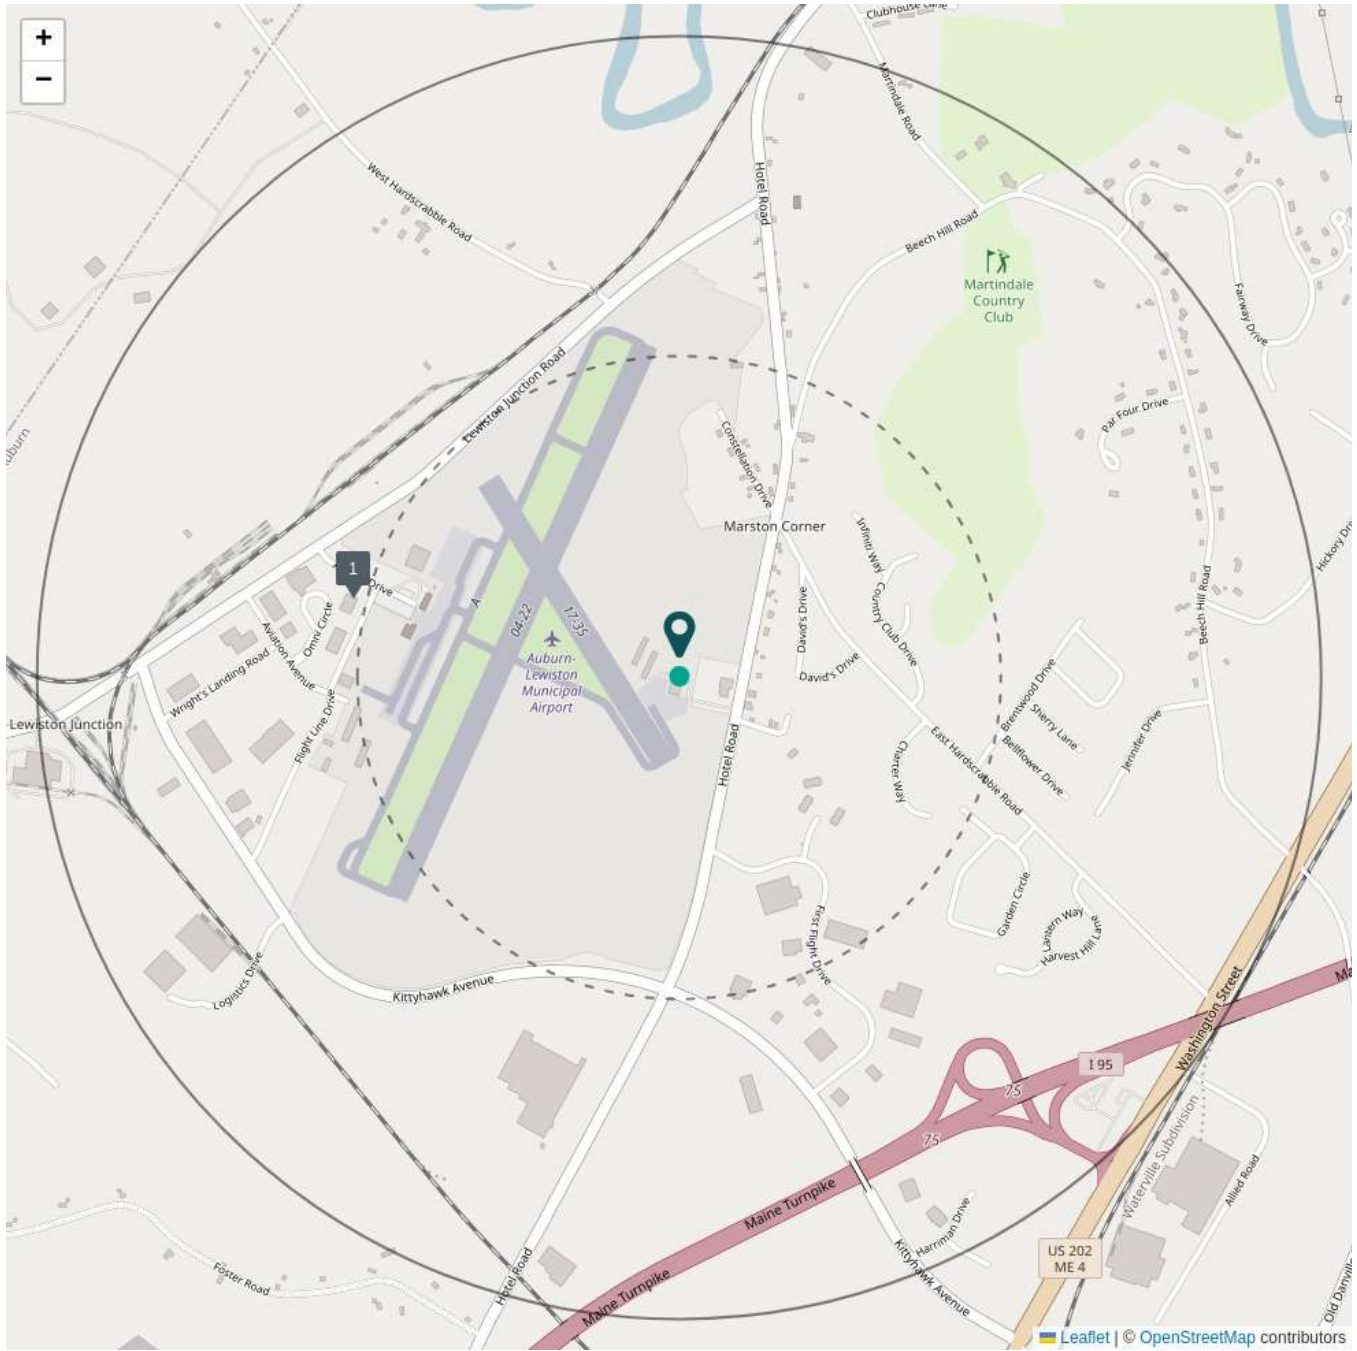 +
−
Clubhouse Lane
Martindale Road
West Hardscrabble Road
Hotel Road
Beech Hill Road
Martindale
Country
Club
Fairway Drive
Lewiston Junction Road
Par Four Drive
Constellation Drive
Marston Corner
Infiniti Way
Hickory Dri
1
Drive
A
04-22
17-35
Country Club Drive
David's Drive
Beech Hill Road
Omni Circle
Aviation Avenue
Auburn-
Lewiston
Municipal
Airport
David's Drive
Wright's Landing Road
Brentwood Drive
Sherry Lane
Lewiston Junction
Flight Line Drive
Hotel Road
Charter Way
East Hardscrabble Road
Bellflower Drive
Jennifer Drive
Garden Circle
Lantern Way
Harvest Hill Lane
First Flight Drive
Logistics Drive
Kittyhawk Avenue
Washington Street
Ma
I 95
75
75
Waterville Subdivision
Allied Road
Maine Turnpike
Harriman Drive
Kittyhawk Avenue
US 202
ME 4
Foster Road
Hotel Road
Maine Turnpike
Old Danville
Leaflet | © OpenStreetMap contributors